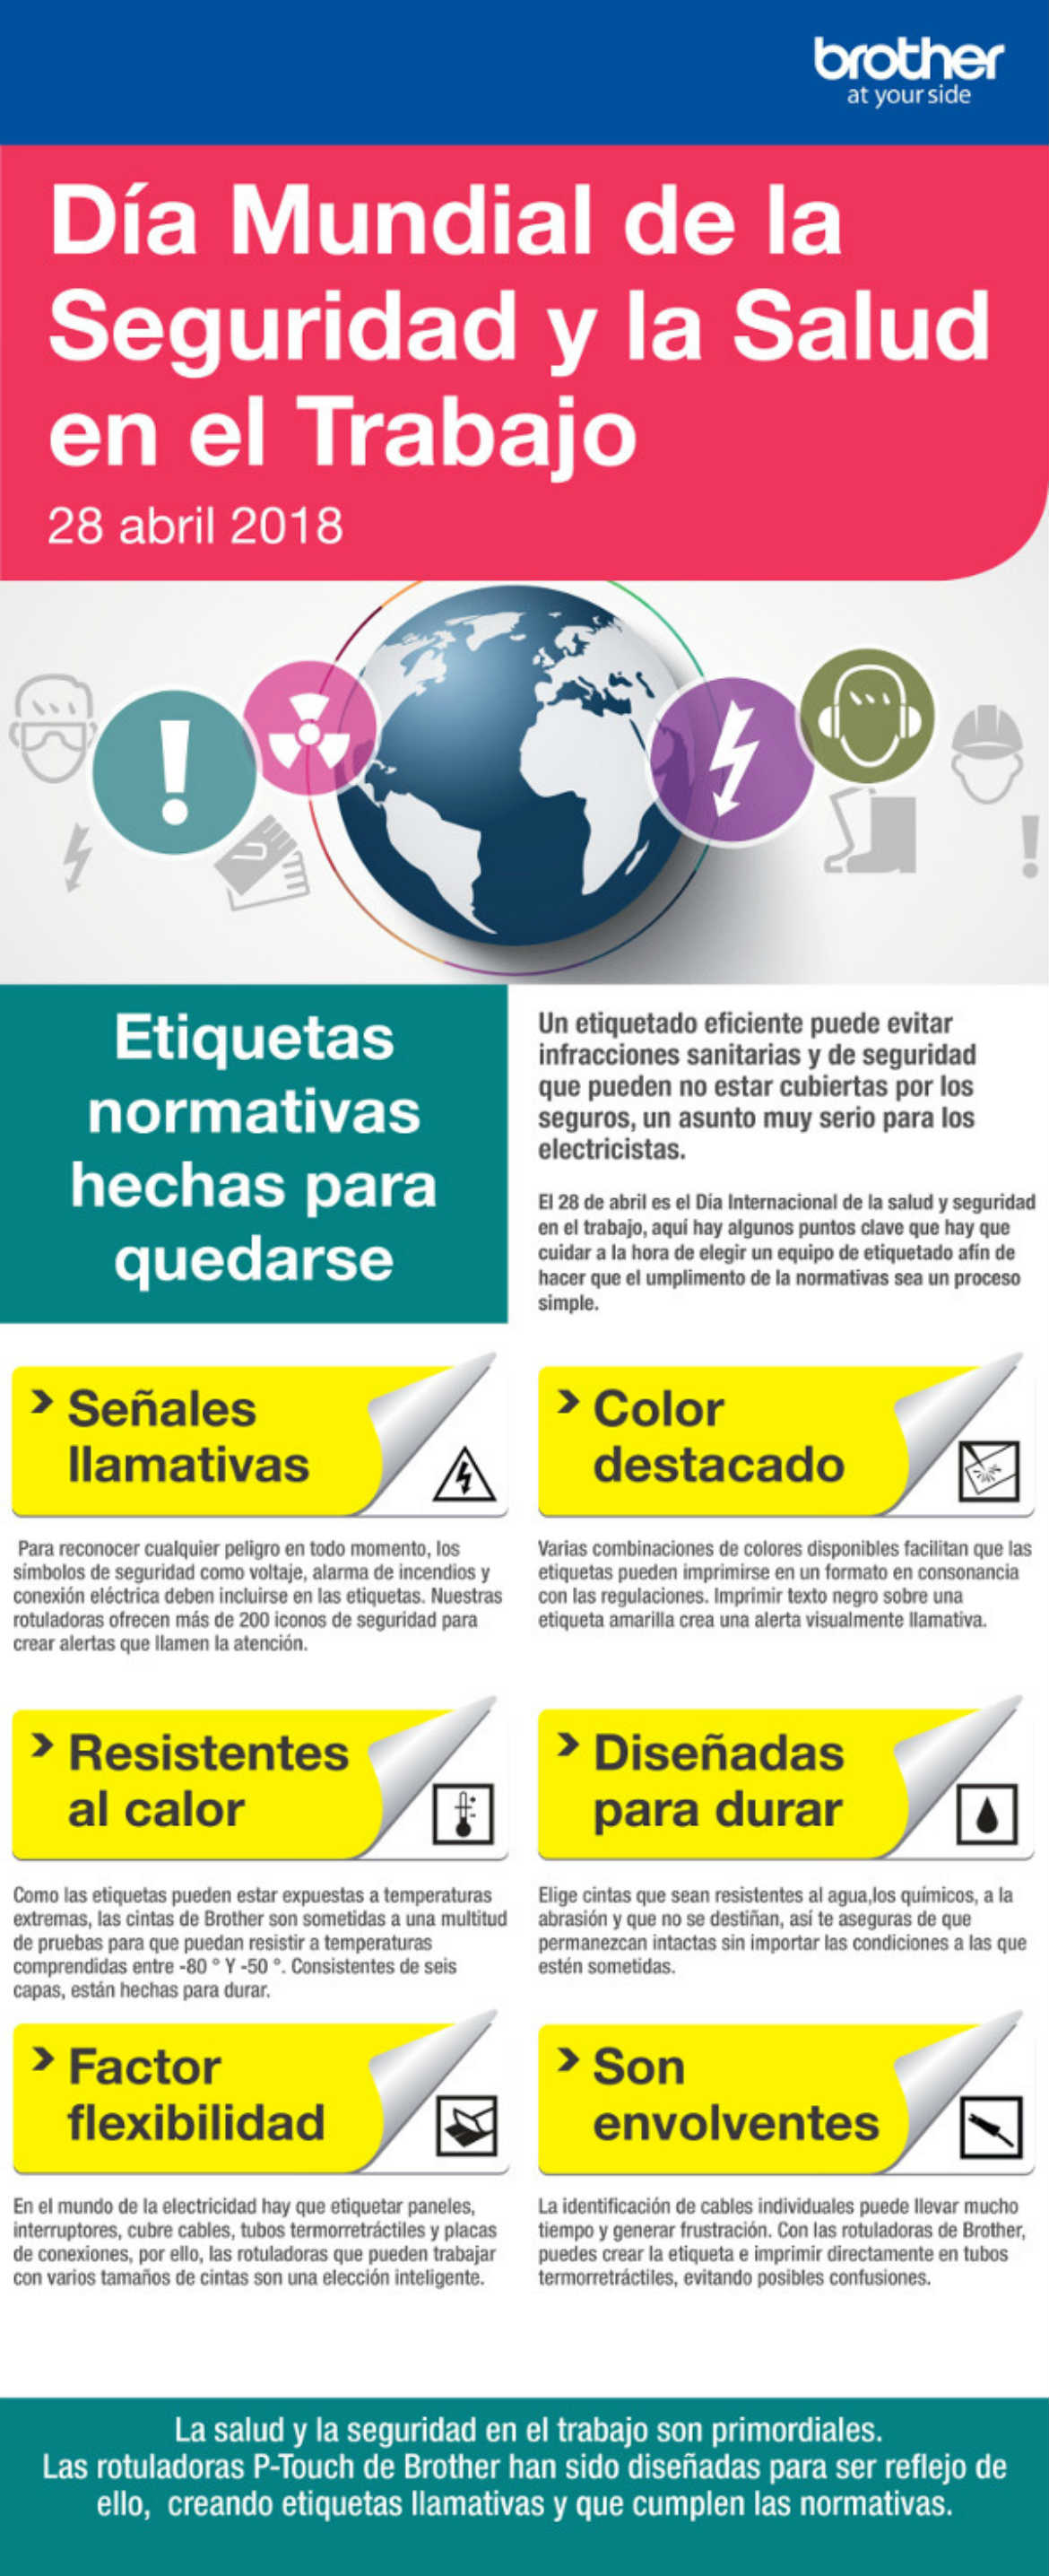 brother
at your side
Día Mundial de la
Seguridad y la Salud
en el Trabajo
28 abril 2018
Etiquetas
normativas
hechas para
quedarse
Un etiquetado eficiente puede evitar
infracciones sanitarias y de seguridad
que pueden no estar cubiertas por los
seguros, un asunto muy serio para los
electricistas.
El 28 de abril es el Día Internacional de la salud y seguridad
en el trabajo, aquí hay algunos puntos clave que hay que
cuidar a la hora de elegir un equipo de etiquetado afín de
hacer que el umplimento de la normativas sea un proceso
simple.
> Señales
llamativas
Para reconocer cualquier peligro en todo momento, los
símbolos de seguridad como voltaje, alarma de incendios y
conexión eléctrica deben incluirse en las etiquetas. Nuestras
rotuladoras ofrecen más de 200 iconos de seguridad para
crear alertas que llamen la atención.
> Color
destacado
Varias combinaciones de colores disponibles facilitan que las
etiquetas pueden imprimirse en un formato en consonancia
con las regulaciones. Imprimir texto negro sobre una
etiqueta amarilla crea una alerta visualmente llamativa.
> Resistentes
al calor
Como las etiquetas pueden estar expuestas a temperaturas
extremas, las cintas de Brother son sometidas a una multitud
de pruebas para que puedan resistir a temperaturas
comprendidas entre -80 ° Y -50 °. Consistentes de seis
capas, están hechas para durar.
> Diseñadas
para durar
Elige cintas que sean resistentes al agua,los químicos, a la
abrasión y que no se destiñan, así te aseguras de que
permanezcan intactas sin importar las condiciones a las que
estén sometidas.
> Factor
flexibilidad
En el mundo de la electricidad hay que etiquetar paneles,
interruptores, cubre cables, tubos termorretráctiles y placas
de conexiones, por ello, las rotuladoras que pueden trabajar
con varios tamaños de cintas son una elección inteligente.
> Son
envolventes
La identificación de cables individuales puede llevar mucho
tiempo y generar frustración. Con las rotuladoras de Brother,
puedes crear la etiqueta e imprimir directamente en tubos
termorretráctiles, evitando posibles confusiones.
La salud y la seguridad en el trabajo son primordiales.
Las rotuladoras P-Touch de Brother han sido diseñadas para ser reflejo de
ello, creando etiquetas llamativas y que cumplen las normativas.